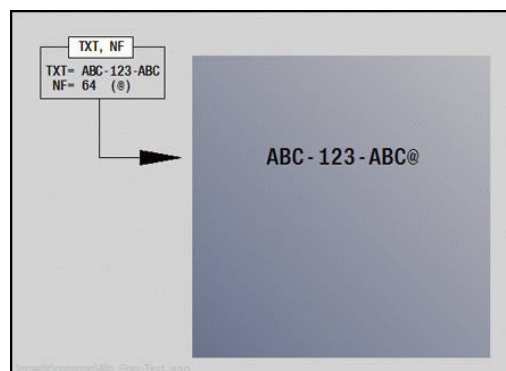 TXT, NF
TXT= ABC-123-ABC
NF= 64 (@)
ABC-123-ABC@